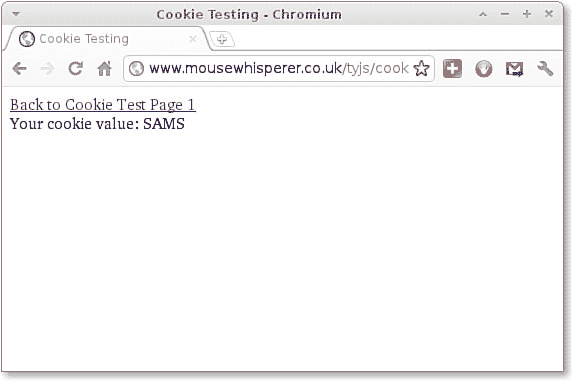 Cookie Testing - Chromium
Cookie Testing
www.mousewhisperer.co.uk/tyjs/cook
Back to Cookie Test Page 1
Your cookie value: SAMS